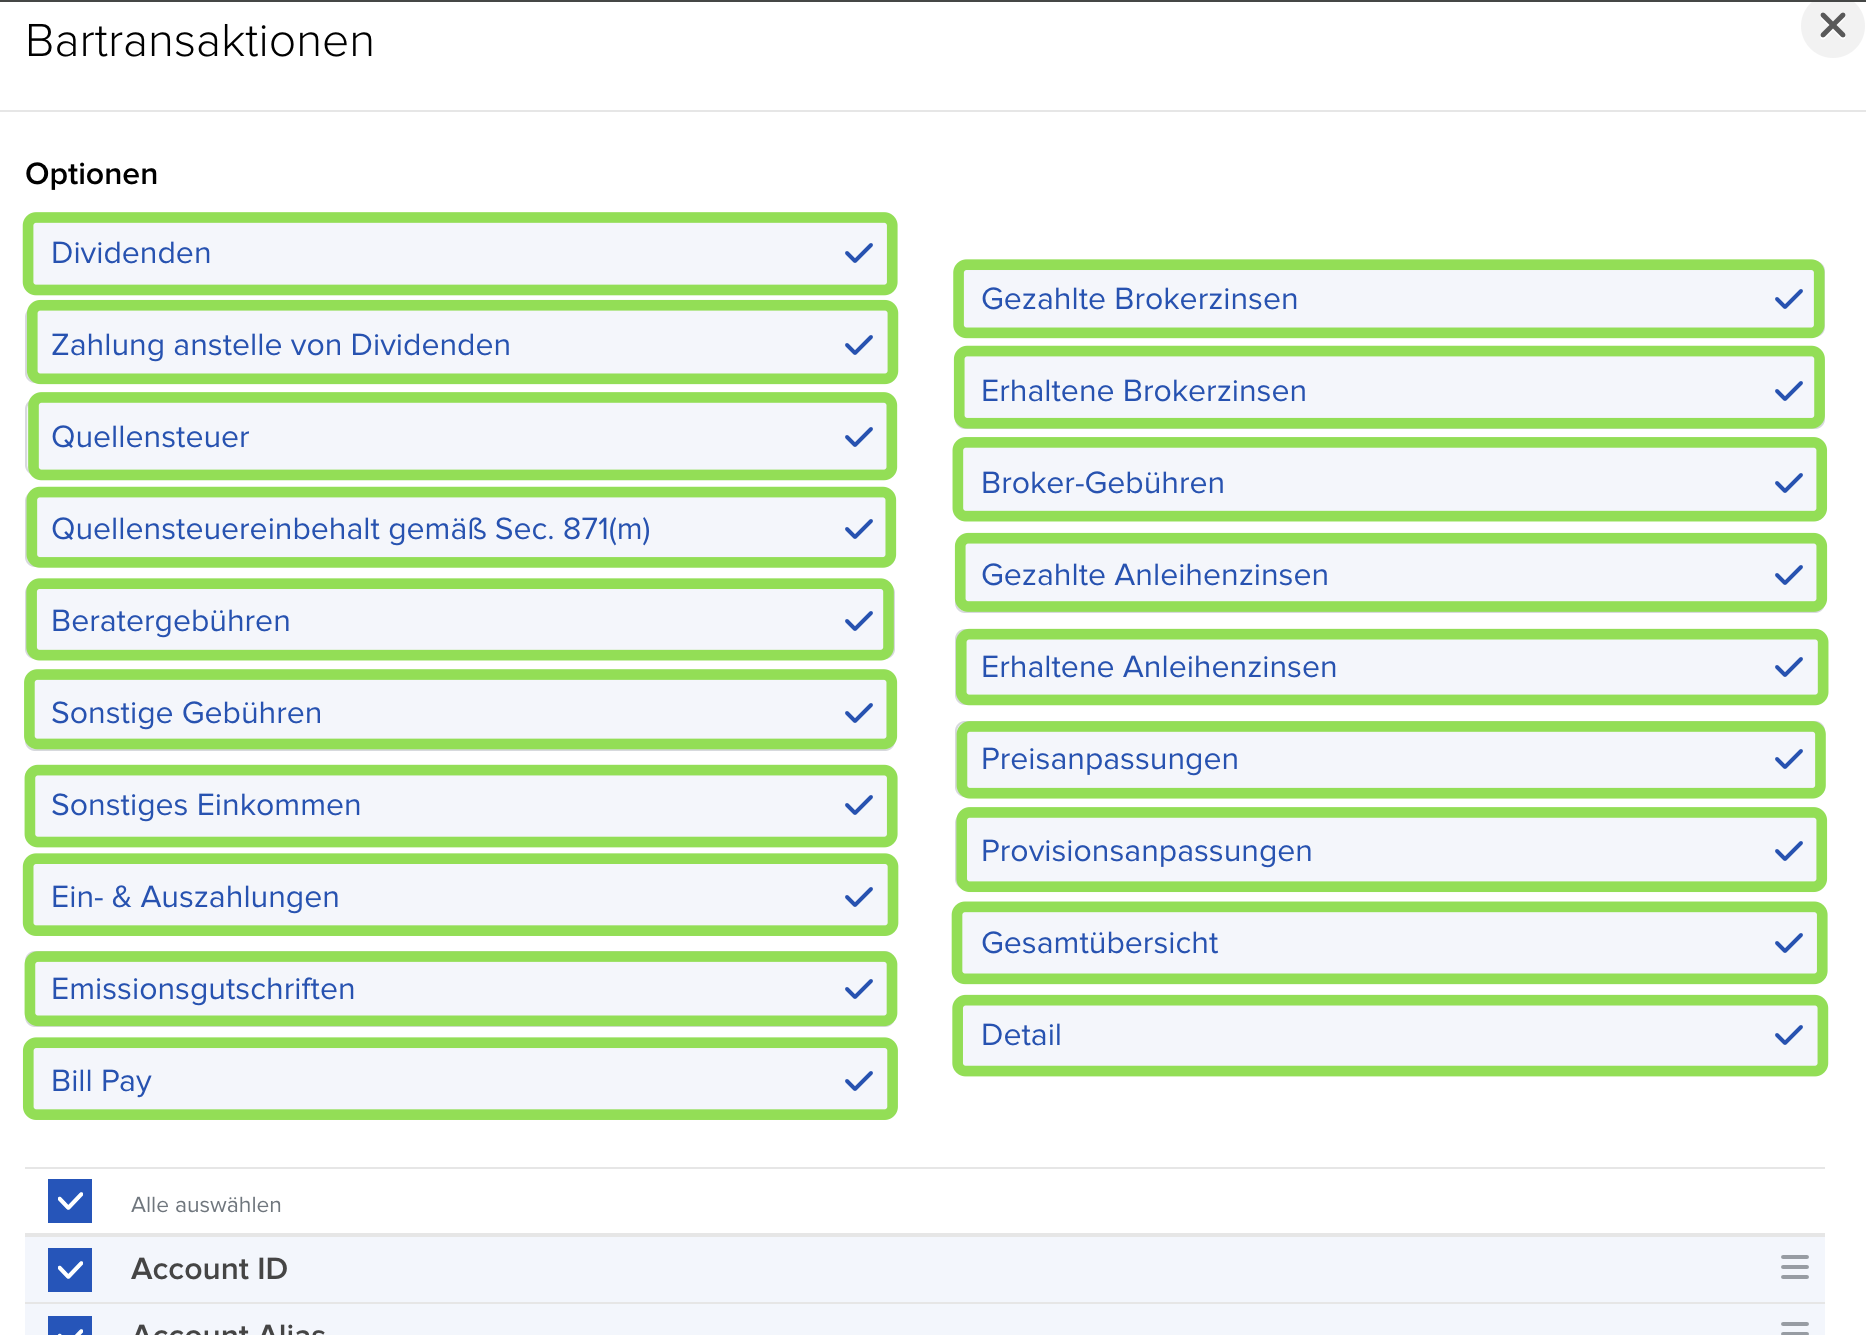 Bartransaktionen
Optionen
Dividenden
Zahlung anstelle von Dividenden
Quellensteuer
Quellensteuereinbehalt gemäß Sec. 871(m)
Beratergebühren
Sonstige Gebühren
Sonstiges Einkommen
Ein- & Auszahlungen
Emissionsgutschriften
Bill Pay
Gezahlte Brokerzinsen
Erhaltene Brokerzinsen
Broker-Gebühren
Gezahlte Anleihenzinsen
Erhaltene Anleihenzinsen
Preisanpassungen
Provisionsanpassungen
Gesamtübersicht
Detail
Alle auswählen
Account ID
Account Alias